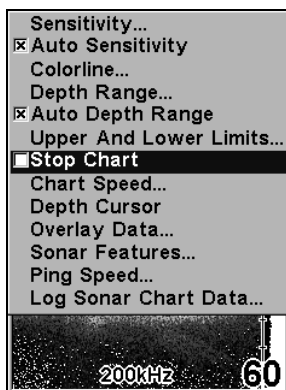 Sensitivity...
Auto Sensitivity
Colorline...
Depth Range...
Auto Depth Range
Upper And Lower Limits...
Stop Chart
Chart Speed...
Depth Cursor
Overlay Data...
Sonar Features...
Ping Speed...
Log Sonar Chart Data...
200kHz
60